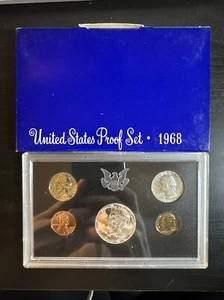 United States Proof Set · 1968